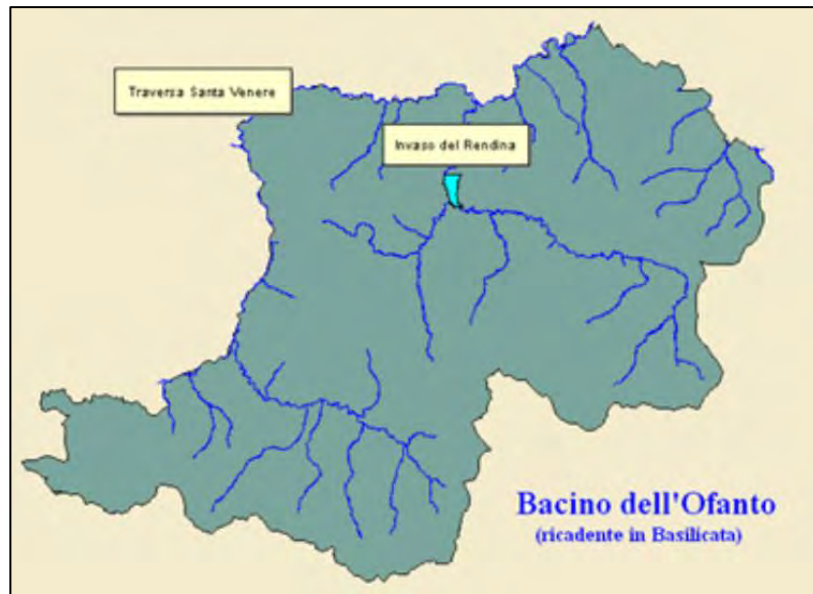 Traversa Santa Venere
Invaso del Rendina
Bacino dell'Ofanto
(ricadente in Basilicata)